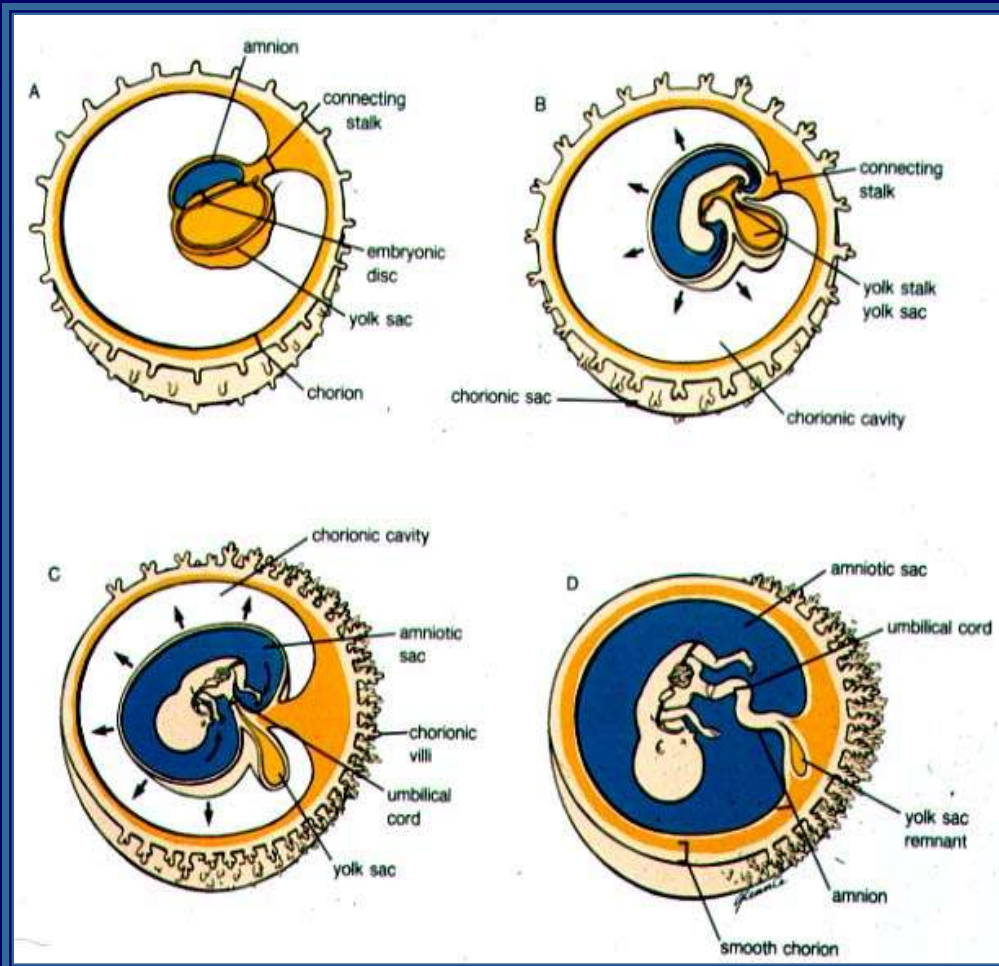 A
amnion
connecting
stalk
embryonic
disc
yolk sac
chorion
B
connecting
stalk
yolk stalk
yolk sac
chorionic sac
chorionic cavity
C
chorionic cavity
amniotic
sac
chorionic
villi
umbilical
cord
yolk sac
D
amniotic sac
umbilical cord
yolk sac
remnant
amnion
smooth chorion